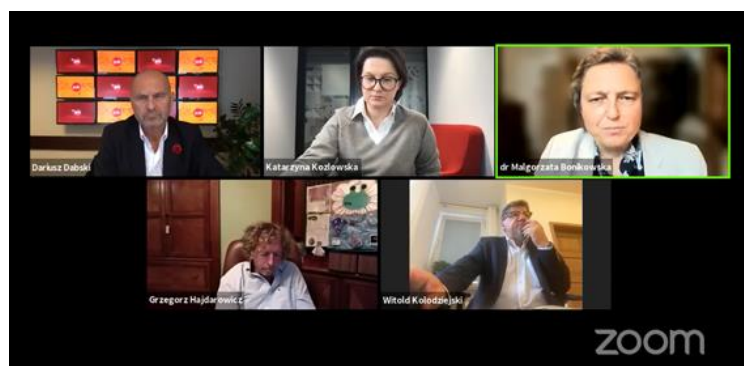 Dariusz Dabski
Katarzyna Kozlowska
dr Malgorzata Bonikowska
Grzegorz Hajdarowicz
Witold Kolodziejski
zoom